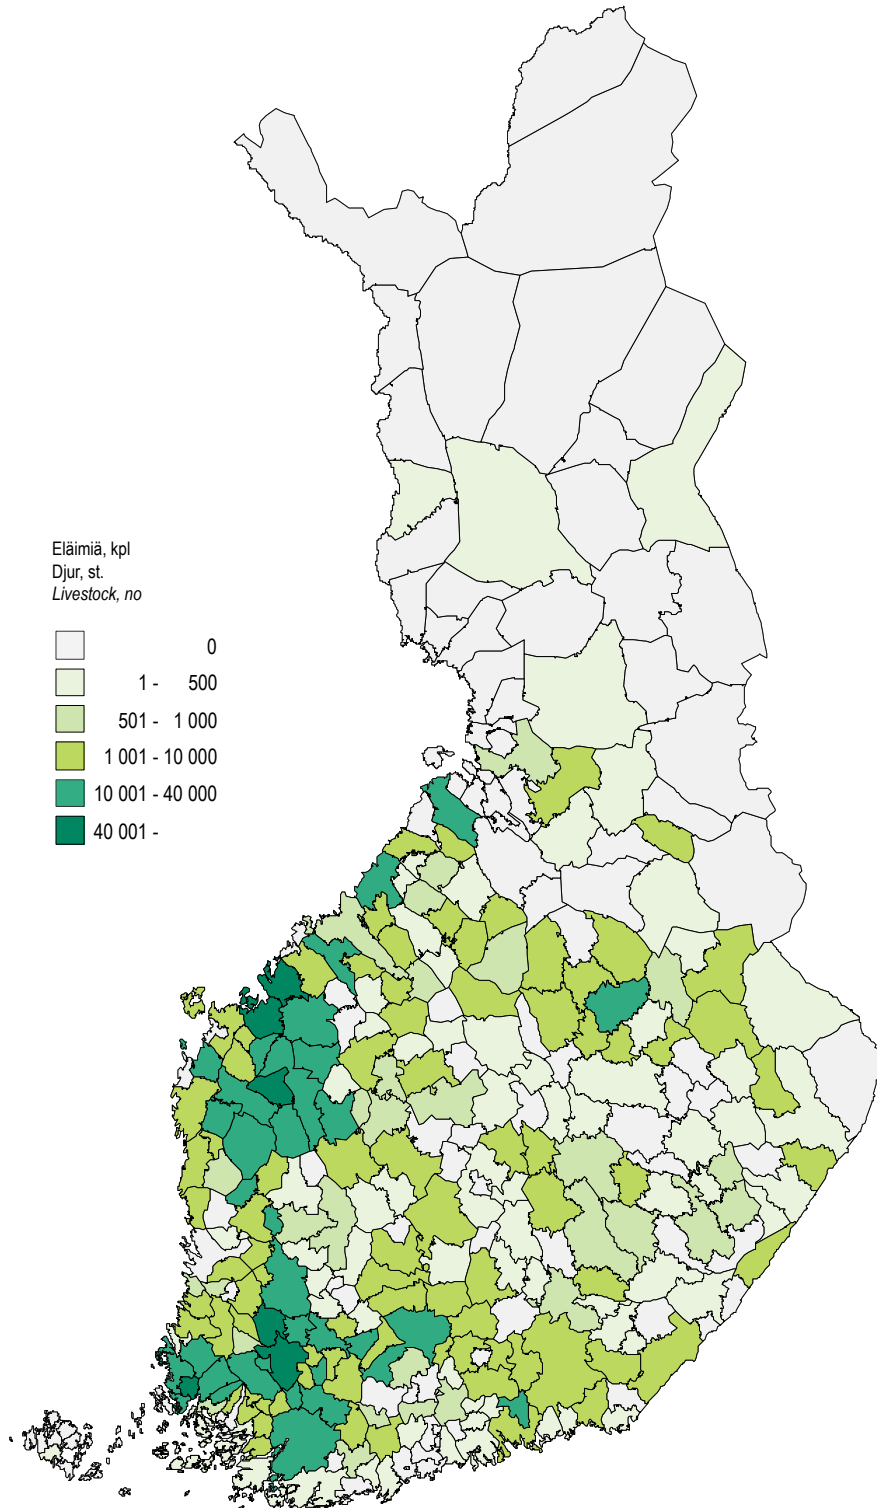 Eläimiä, kpl
Djur, st.
Livestock, no
0
1 - 500
501 - 1 000
1 001 - 10 000
10 001 - 40 000
40 001 -